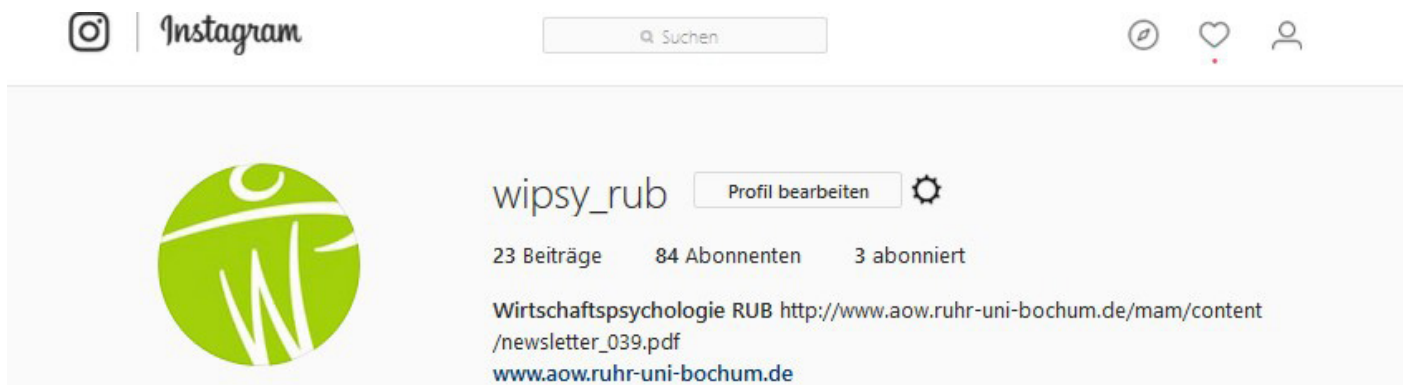 Instagram
Suchen
wipsy_rub Profil bearbeiten
23 Beiträge 84 Abonnenten 3 abonniert
Wirtschaftspsychologie RUB http://www.aow.ruhr-uni-bochum.de/mam/content
/newsletter_039.pdf
www.aow.ruhr-uni-bochum.de